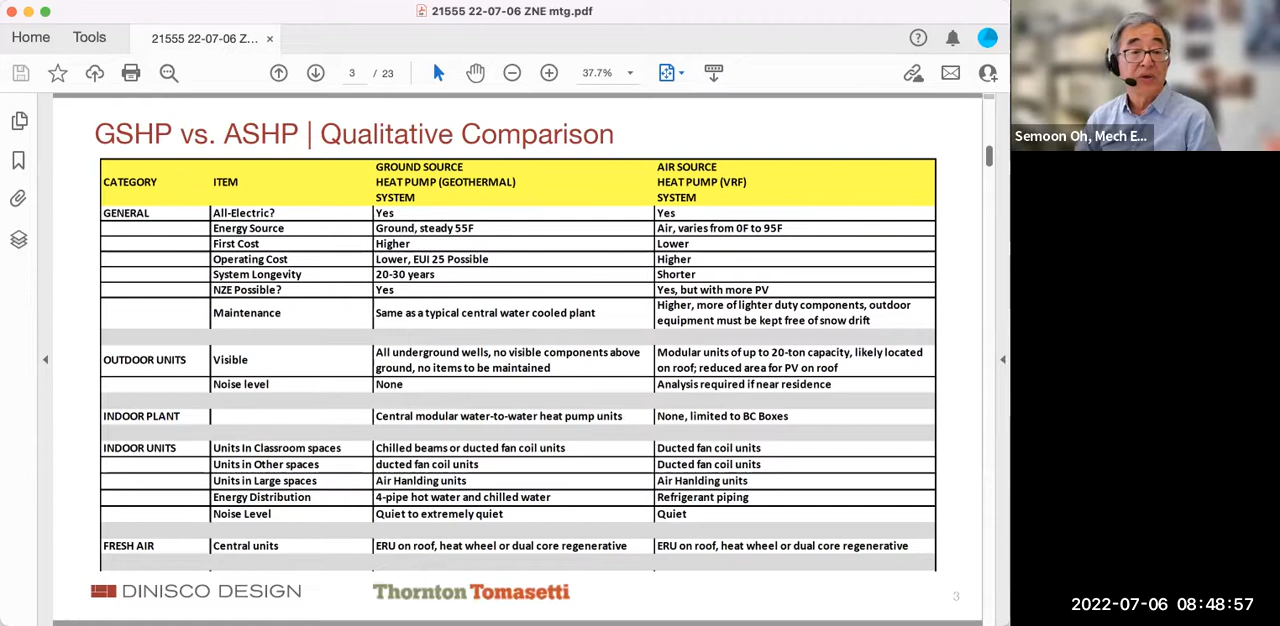 21555 22-07-06 ZNE mtg.pdf
Home Tools 21555 22-07-06 Z... ×
3 / 23 37.7%
GSHP vs. ASHP | Qualitative Comparison
CATEGORY ITEM GROUND SOURCE HEAT PUMP (GEOTHERMAL) SYSTEM AIR SOURCE HEAT PUMP (VRF) SYSTEM
GENERAL All-Electric? Yes Yes
Energy Source Ground, steady 55F Air, varies from 0F to 95F
First Cost Higher Lower
Operating Cost Lower, EUI 25 Possible Higher
System Longevity 20-30 years Shorter
NZE Possible? Yes Yes, but with more PV
Maintenance Same as a typical central water cooled plant Higher, more of lighter duty components, outdoor equipment must be kept free of snow drift
OUTDOOR UNITS Visible All underground wells, no visible components above ground, no items to be maintained Modular units of up to 20-ton capacity, likely located on roof; reduced area for PV on roof
Noise level None Analysis required if near residence
INDOOR PLANT Central modular water-to-water heat pump units None, limited to BC Boxes
INDOOR UNITS Units In Classroom spaces Chilled beams or ducted fan coil units Ducted fan coil units
Units in Other spaces ducted fan coil units Ducted fan coil units
Units in Large spaces Air Hanlding units Air Hanlding units
Energy Distribution 4-pipe hot water and chilled water Refrigerant piping
Noise Level Quiet to extremely quiet Quiet
FRESH AIR Central units ERU on roof, heat wheel or dual core regenerative ERU on roof, heat wheel or dual core regenerative
DINISCO DESIGN Thornton Tomasetti 3
Semoon Oh, Mech E...
2022-07-06 08:48:57